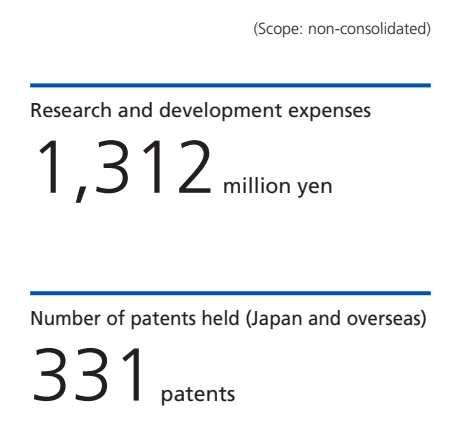 (Scope: non-consolidated)
Research and development expenses
1,312 million yen
Number of patents held (Japan and overseas)
331 patents